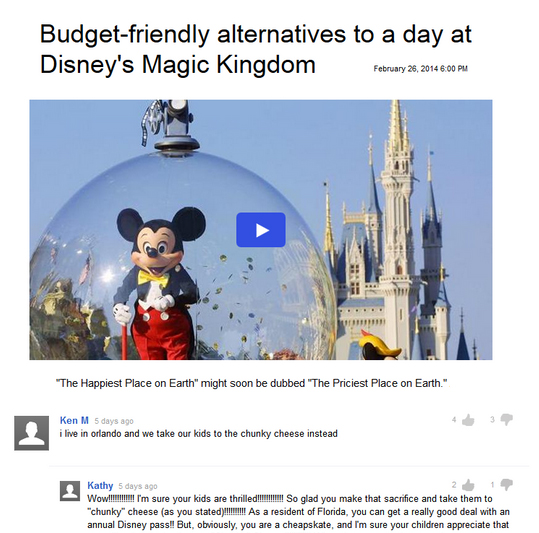 Budget-friendly alternatives to a day at
Disney's Magic Kingdom
February 26, 2014 6:00 PM
"The Happiest Place on Earth" might soon be dubbed "The Priciest Place on Earth."
Ken M 5 days ago 4 3
i live in orlando and we take our kids to the chunky cheese instead
Kathy 5 days ago 2 1
Wow!!!!!!!!!!!!! I'm sure your kids are thrilled!!!!!!!!!!!!! So glad you make that sacrifice and take them to
"chunky" cheese (as you stated)!!!!!!!!!! As a resident of Florida, you can get a really good deal with an
annual Disney pass!! But, obviously, you are a cheapskate, and I'm sure your children appreciate that